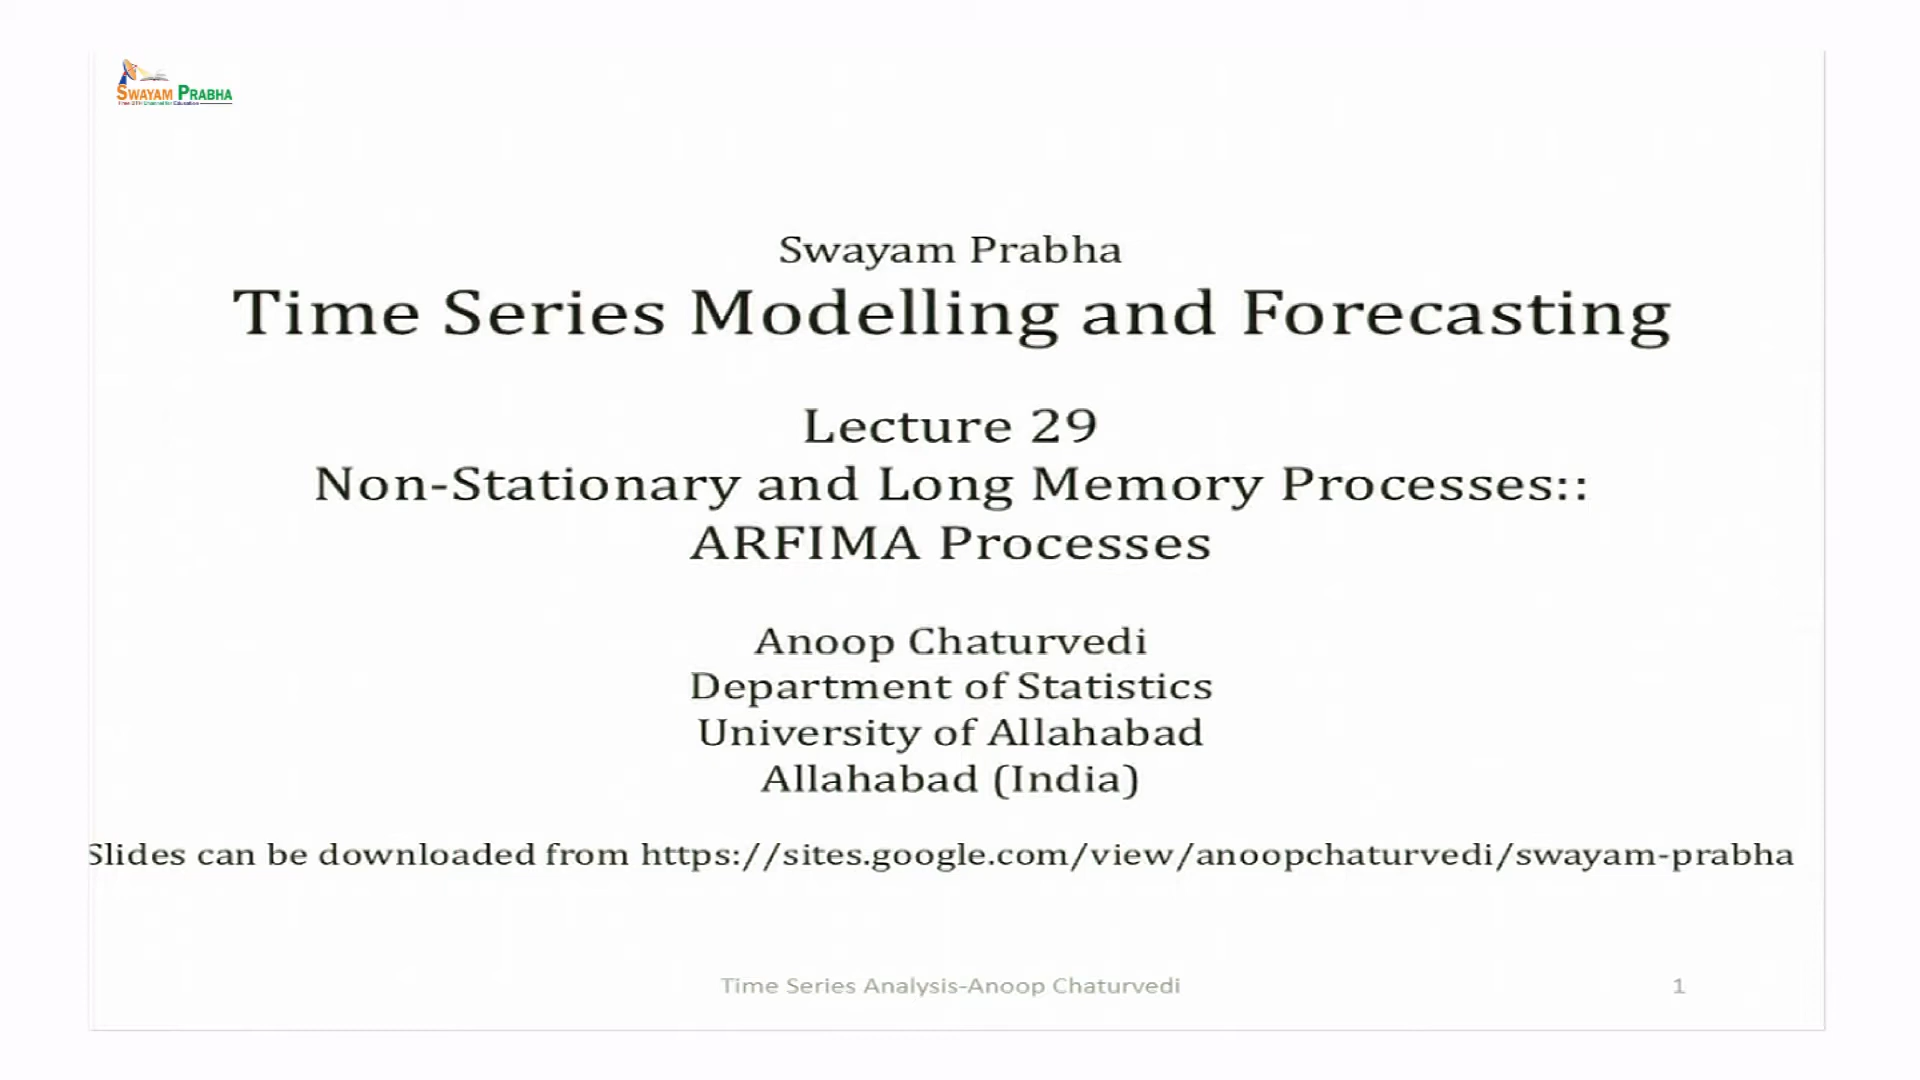 SWAYAM PRABHA
Swayam Prabha
Time Series Modelling and Forecasting
Lecture 29
Non-Stationary and Long Memory Processes::
ARFIMA Processes
Anoop Chaturvedi
Department of Statistics
University of Allahabad
Allahabad (India)
Slides can be downloaded from https://sites.google.com/view/anoopchaturvedi/swayam-prabha
Time Series Analysis-Anoop Chaturvedi
1